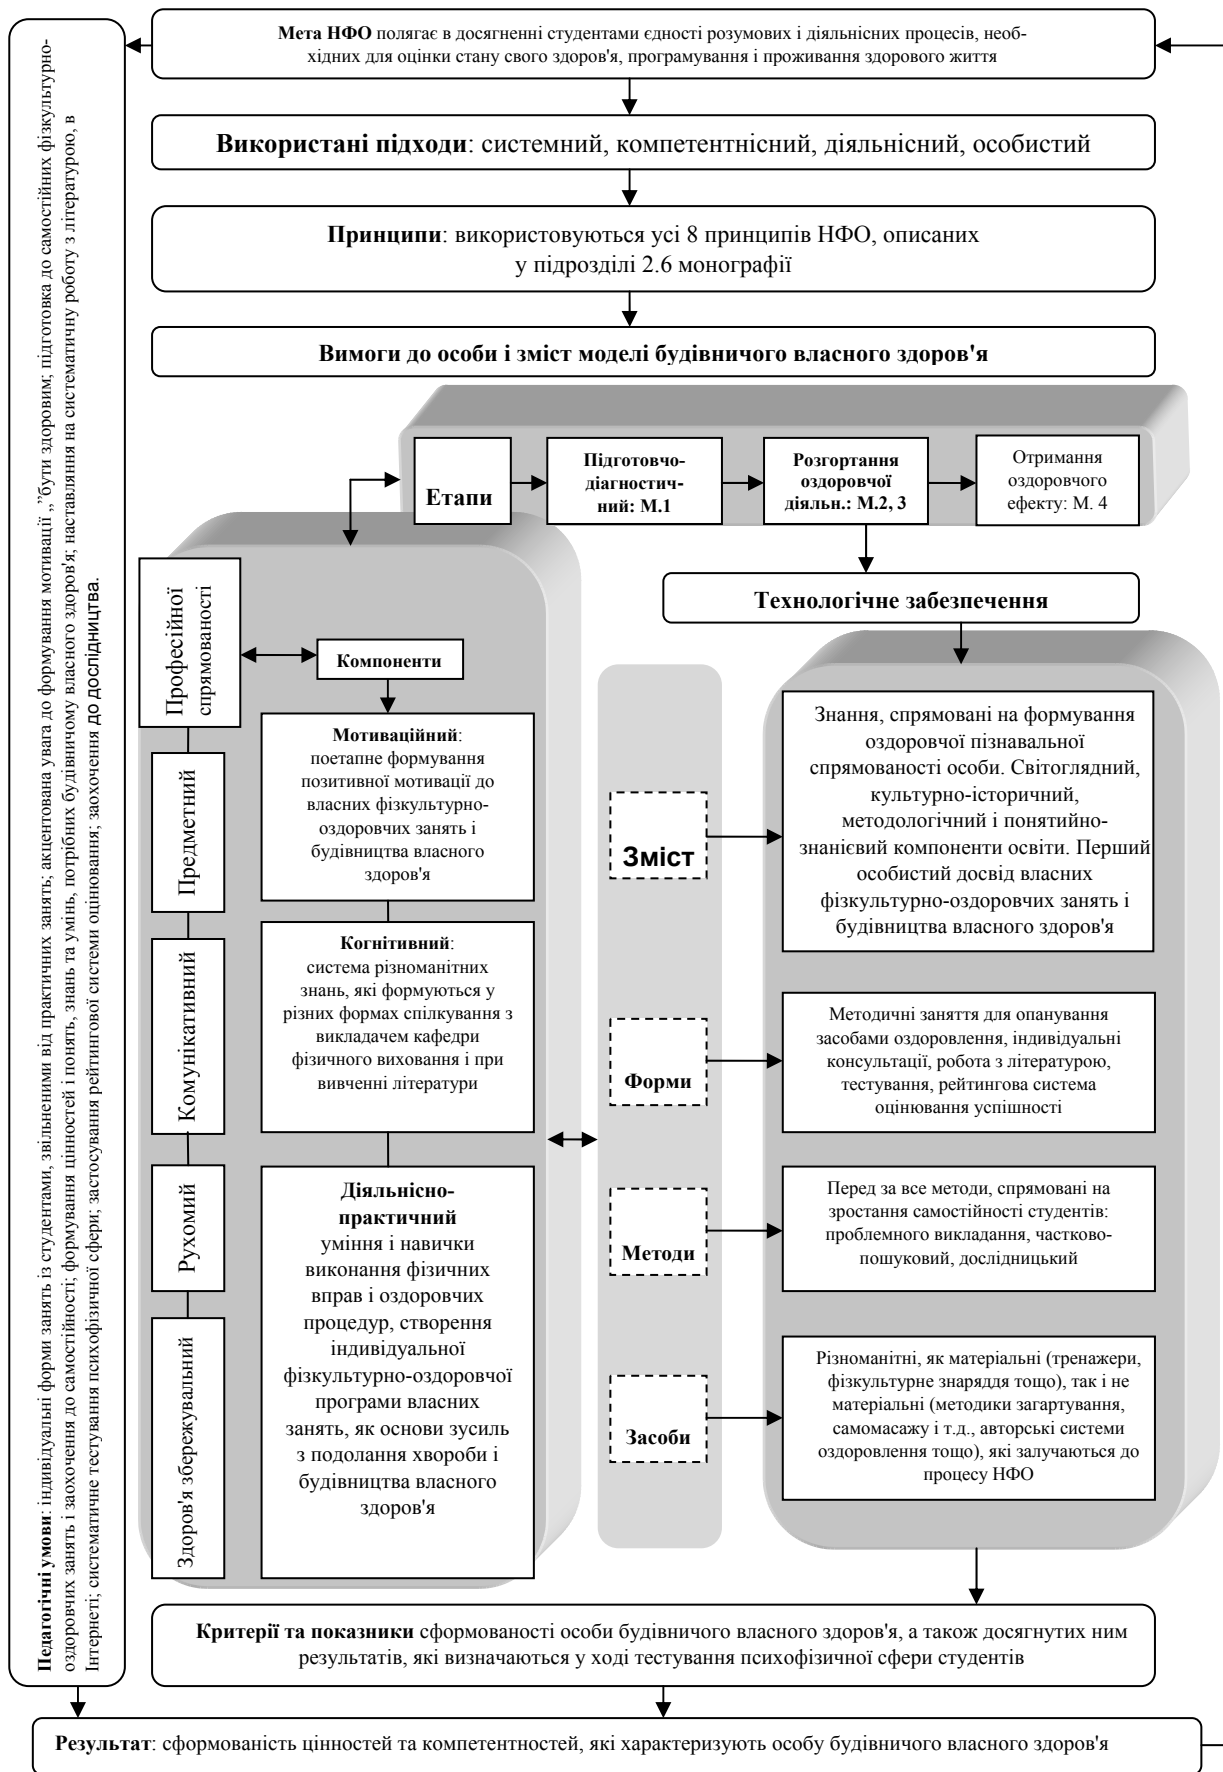 Мета НФО полягає в досягненні студентами єдності розумових і діяльнісних процесів, необ-
хідних для оцінки стану свого здоров'я, програмування і проживання здорового життя
Використані підходи: системний, компетентнісний, діяльнісний, особистий
Принципи: використовуються усі 8 принципів НФО, описаних
у підрозділі 2.6 монографії
Вимоги до особи і зміст моделі будівничого власного здоров'я
Педагогічні умови: індивідуальні форми занять із студентами, звільненими від практичних занять; акцентована увага до формування мотивації „”бути здоровим; підготовка до самостійних фізкультурно-
оздоровчих занять і заохочення до самостійності; формування цінностей і понять, знань та умінь, потрібних будівничому власного здоров'я; наставляння на систематичну роботу з літературою, в
Інтернеті; систематичне тестування психофізичної сфери; застосування рейтингової системи оцінювання; заохочення до дослідництва.
Етапи
Підготовчо-
діагностич-
ний: М.1
Розгортання
оздоровчої
діяльн.: М.2, 3
Отримання
оздоровчого
ефекту: М. 4
Професійної
спрямованості
Предметний
Комунікативний
Рухомий
Здоров'я збережувальний
Компоненти
Мотиваційний:
поетапне формування
позитивної мотивації до
власних фізкультурно-
оздоровчих занять і
будівництва власного
здоров'я
Когнітивний:
система різноманітних
знань, які формуються у
різних формах спілкування з
викладачем кафедри
фізичного виховання і при
вивченні літератури
Діяльнісно-
практичний
уміння і навички
виконання фізичних
вправ і оздоровчих
процедур, створення
індивідуальної
фізкультурно-оздоровчої
програми власних
занять, як основи зусиль
з подолання хвороби і
будівництва власного
здоров'я
Технологічне забезпечення
Зміст
Знання, спрямовані на формування
оздоровчої пізнавальної
спрямованості особи. Світоглядний,
культурно-історичний,
методологічний і понятийно-
знанієвий компоненти освіти. Перший
особистий досвід власних
фізкультурно-оздоровчих занять і
будівництва власного здоров'я
Форми
Методичні заняття для опанування
засобами оздоровлення, індивідуальні
консультації, робота з літературою,
тестування, рейтингова система
оцінювання успішності
Методи
Перед за все методи, спрямовані на
зростання самостійності студентів:
проблемного викладання, частково-
пошуковий, дослідницький
Засоби
Різноманітні, як матеріальні (тренажери,
фізкультурне знаряддя тощо), так і не
матеріальні (методики загартування,
самомасажу і т.д., авторські системи
оздоровлення тощо), які залучаються до
процесу НФО
Критерії та показники сформованості особи будівничого власного здоров'я, а також досягнутих ним
результатів, які визначаються у ході тестування психофізичної сфери студентів
Результат: сформованість цінностей та компетентностей, які характеризують особу будівничого власного здоров'я